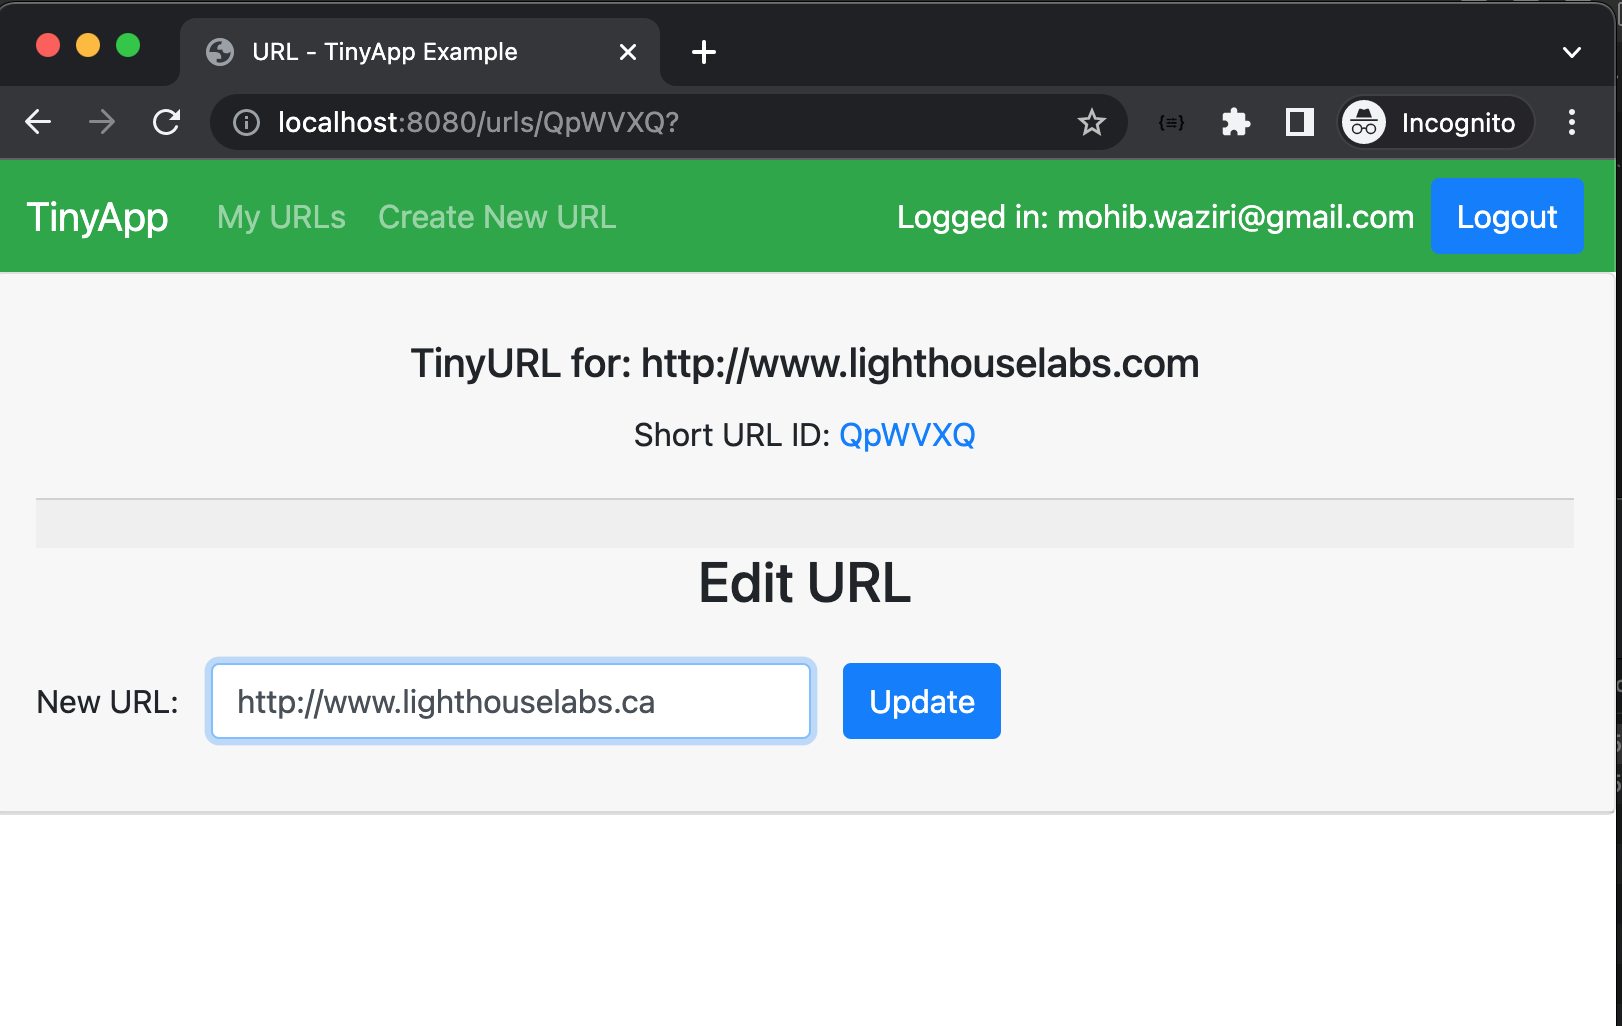 URL - TinyApp Example
localhost:8080/urls/QpWVXQ?
{≡}
Incognito
TinyApp My URLs Create New URL Logged in: mohib.waziri@gmail.com Logout
TinyURL for: http://www.lighthouselabs.com
Short URL ID: QpWVXQ
Edit URL
New URL: http://www.lighthouselabs.ca Update